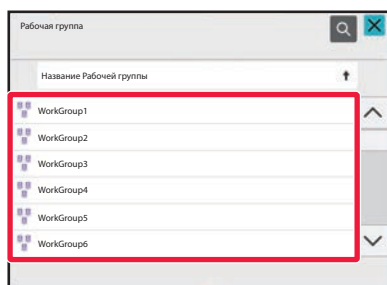 Рабочая группа
Название Рабочей группы
WorkGroup1
WorkGroup2
WorkGroup3
WorkGroup4
WorkGroup5
WorkGroup6